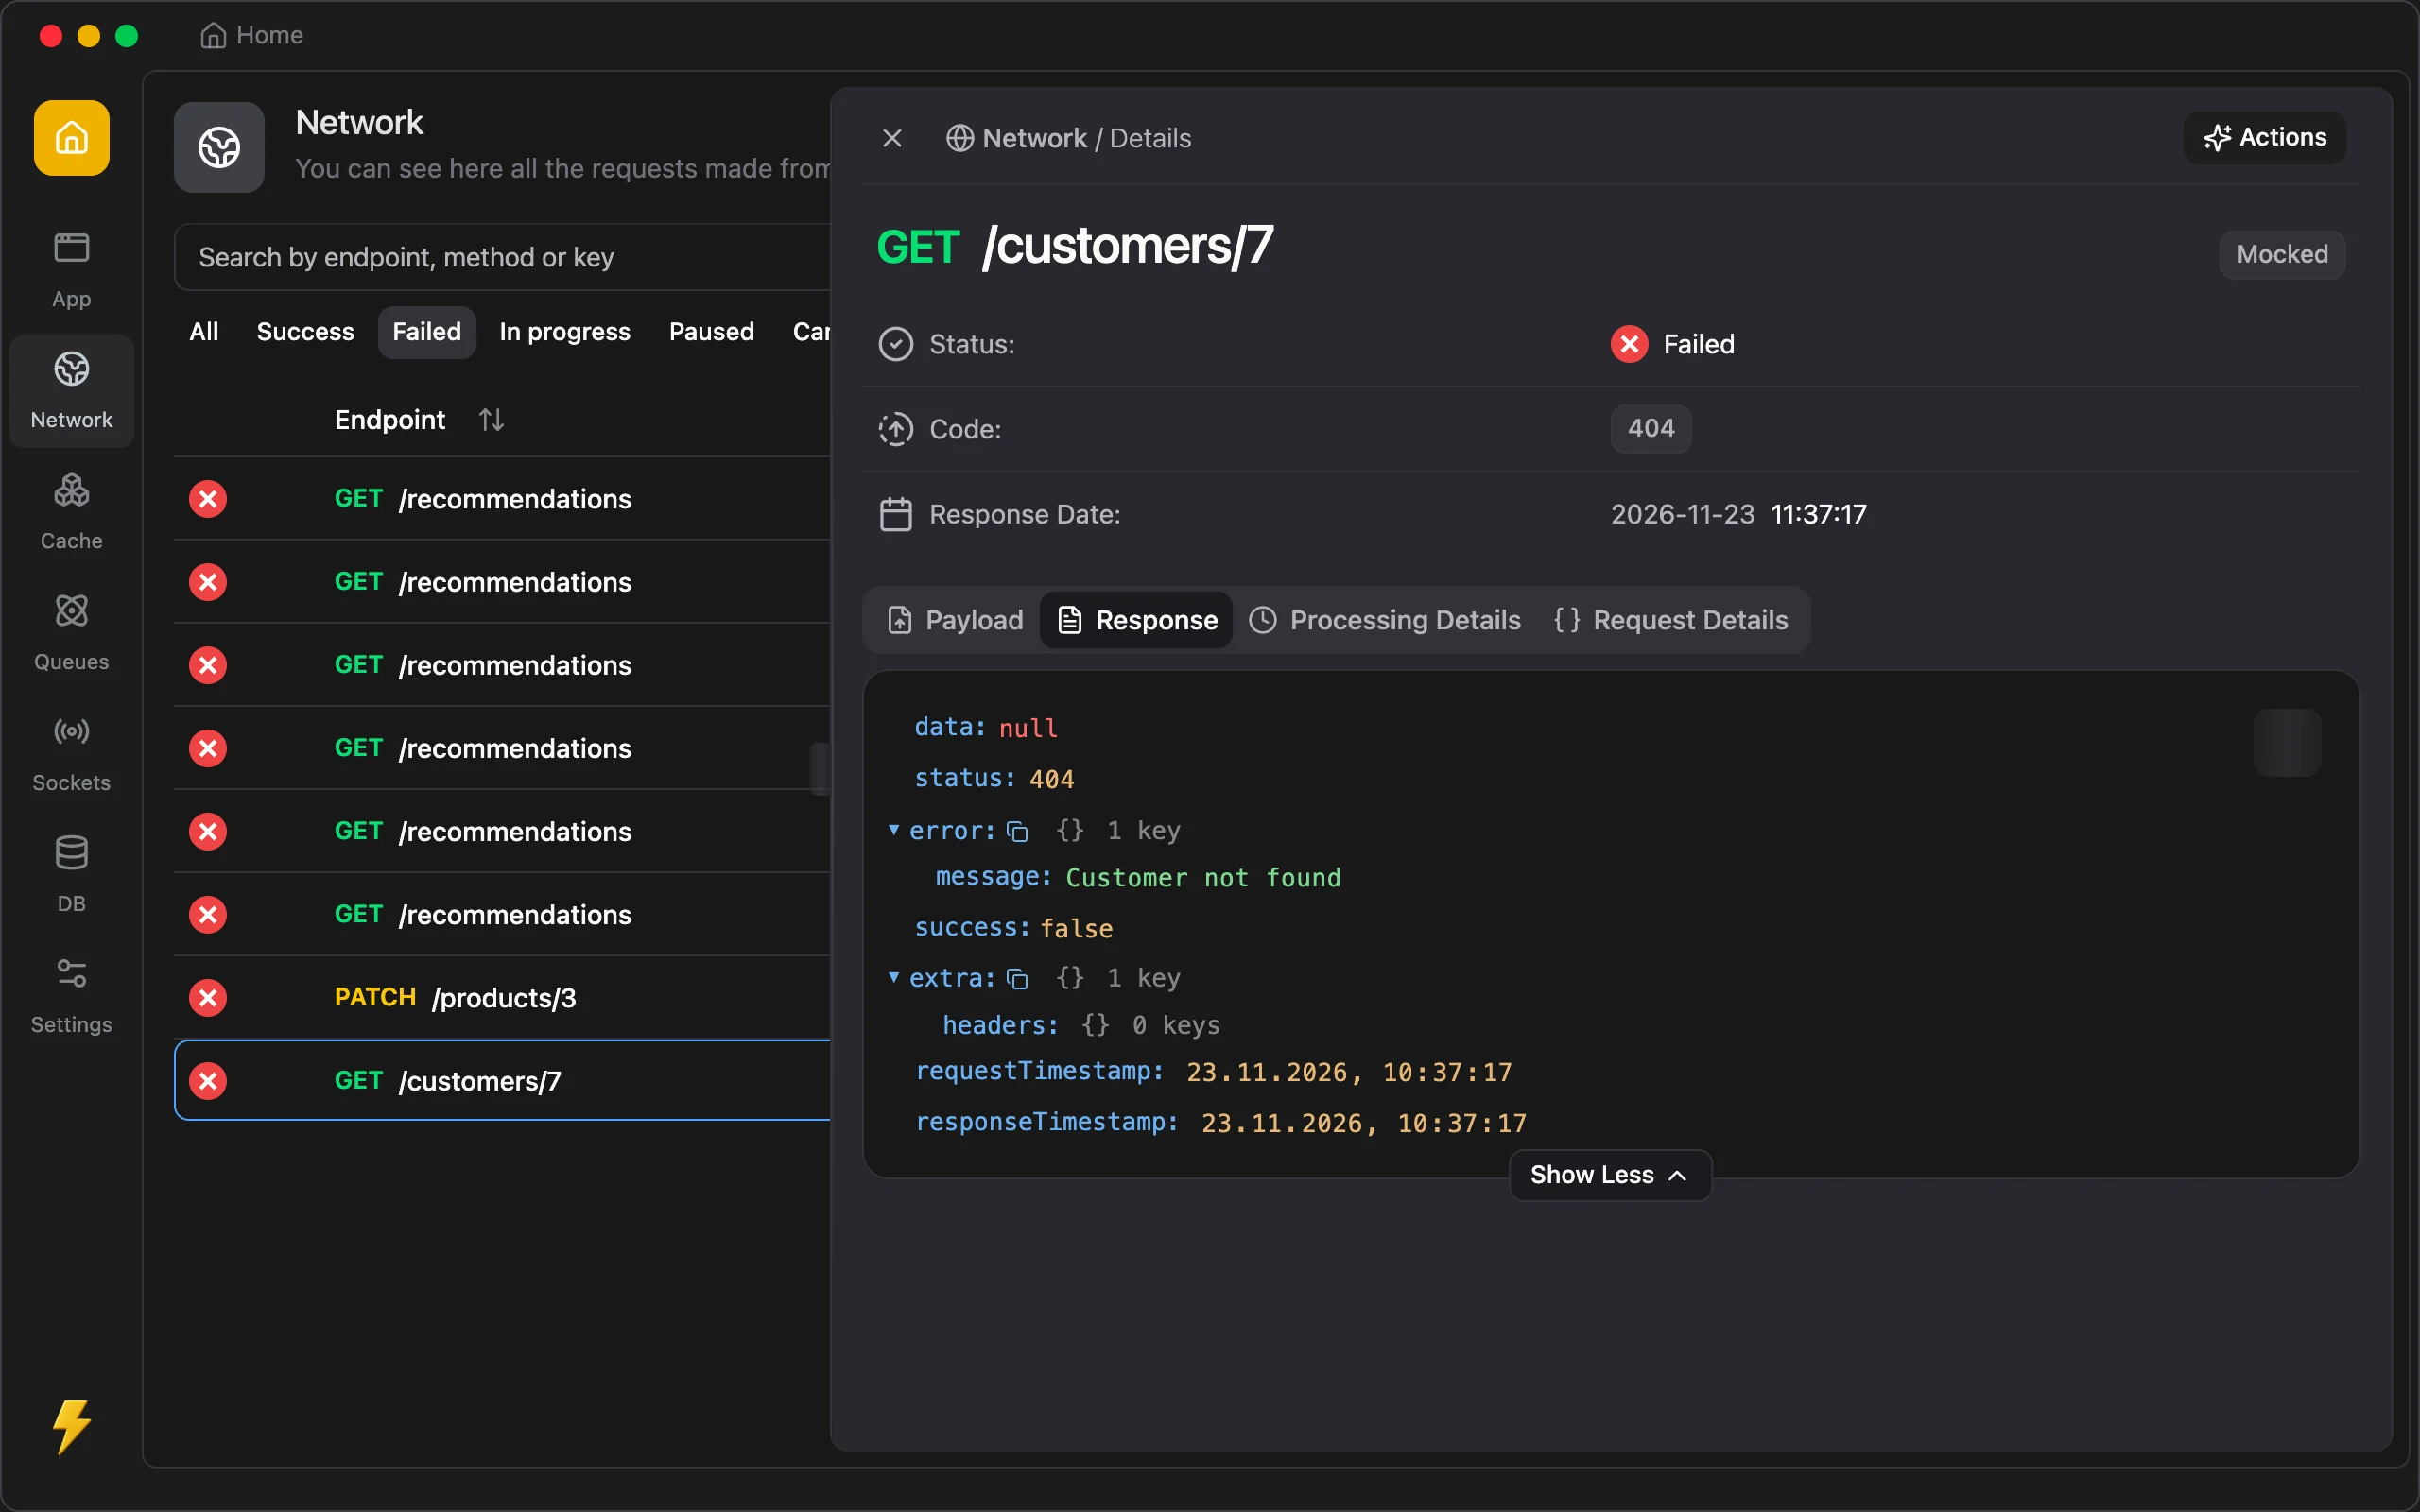 Home
App
Network
Cache
Queues
Sockets
DB
Settings
Network
You can see here all the requests made from
Search by endpoint, method or key
All Success Failed In progress Paused
Endpoint
GET /recommendations
GET /recommendations
GET /recommendations
GET /recommendations
GET /recommendations
GET /recommendations
PATCH /products/3
GET /customers/7
Network / Details
Actions
GET /customers/7
Mocked
Status: Failed
Code: 404
Response Date: 2026-11-23 11:37:17
Payload Response Processing Details {} Request Details
data: null
status: 404
error: {} 1 key
message: Customer not found
success: false
extra: {} 1 key
headers: {} 0 keys
requestTimestamp: 23.11.2026, 10:37:17
responseTimestamp: 23.11.2026, 10:37:17
Show Less